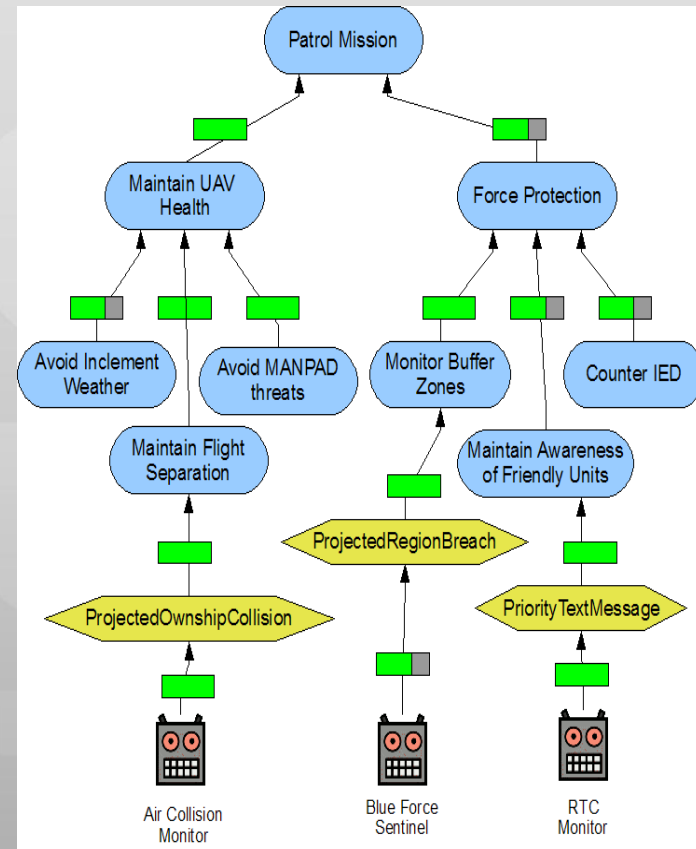 Patrol Mission
Maintain UAV
Health
Force Protection
Avoid Inclement
Weather
Avoid MANPAD
threats
Monitor Buffer
Zones
Counter IED
Maintain Flight
Separation
Maintain Awareness
of Friendly Units
ProjectedRegionBreach
ProjectedOwnshipCollision
PriorityTextMessage
Air Collision
Monitor
Blue Force
Sentinel
RTC
Monitor